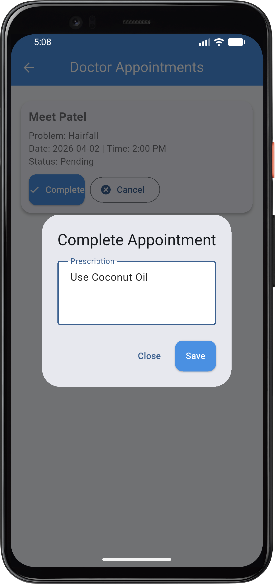 5:08
Doctor Appointments
Meet Patel
Problem: Hairfall
Date: 2026-04-02 | Time: 2:00 PM
Status: Pending
Complete
Cancel
Complete Appointment
Prescription
Use Coconut Oil
Close
Save